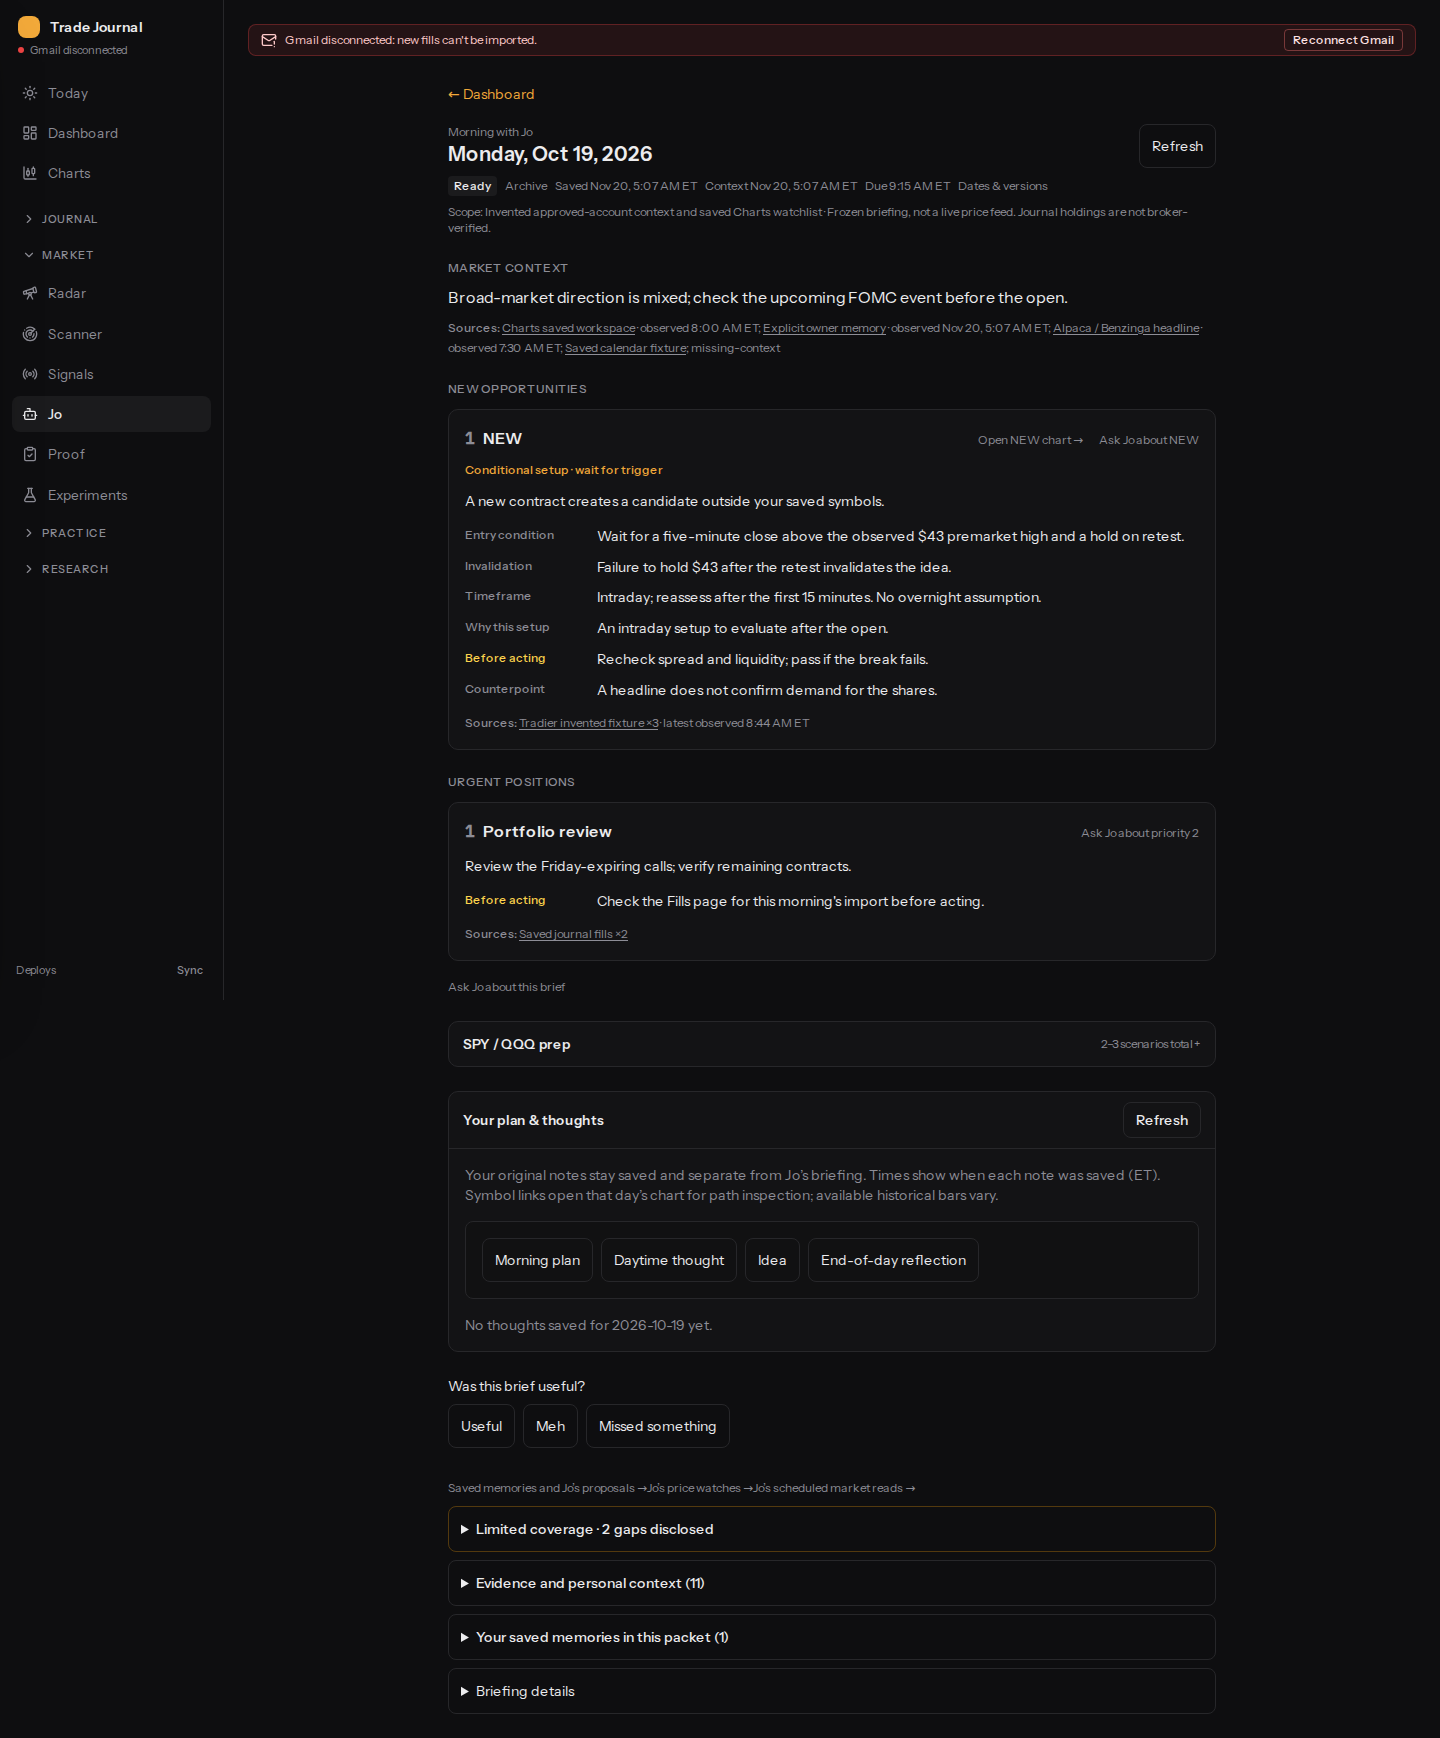 Trade Journal
Gmail disconnected
Today
Dashboard
Charts
JOURNAL
MARKET
Radar
Scanner
Signals
Jo
Proof
Experiments
PRACTICE
RESEARCH
Deploys
Sync
Gmail disconnected: new fills can't be imported.
Reconnect Gmail
← Dashboard
Morning with Jo
Monday, Oct 19, 2026
Refresh
Ready Archive Saved Nov 20, 5:07 AM ET Context Nov 20, 5:07 AM ET Due 9:15 AM ET Dates & versions
Scope: Invented approved-account context and saved Charts watchlist · Frozen briefing, not a live price feed. Journal holdings are not broker-
verified.
MARKET CONTEXT
Broad-market direction is mixed; check the upcoming FOMC event before the open.
Sources: Charts saved workspace · observed 8:00 AM ET; Explicit owner memory · observed Nov 20, 5:07 AM ET; Alpaca / Benzinga headline ·
observed 7:30 AM ET; Saved calendar fixture; missing-context
NEW OPPORTUNITIES
1 NEW
Open NEW chart → Ask Jo about NEW
Conditional setup · wait for trigger
A new contract creates a candidate outside your saved symbols.
Entry condition Wait for a five-minute close above the observed $43 premarket high and a hold on retest.
Invalidation Failure to hold $43 after the retest invalidates the idea.
Timeframe Intraday; reassess after the first 15 minutes. No overnight assumption.
Why this setup An intraday setup to evaluate after the open.
Before acting Recheck spread and liquidity; pass if the break fails.
Counterpoint A headline does not confirm demand for the shares.
Sources: Tradier invented fixture ×3 · latest observed 8:44 AM ET
URGENT POSITIONS
1 Portfolio review
Ask Jo about priority 2
Review the Friday-expiring calls; verify remaining contracts.
Before acting Check the Fills page for this morning's import before acting.
Sources: Saved journal fills ×2
Ask Jo about this brief
SPY / QQQ prep
2–3 scenarios total +
Your plan & thoughts
Refresh
Your original notes stay saved and separate from Jo's briefing. Times show when each note was saved (ET).
Symbol links open that day's chart for path inspection; available historical bars vary.
Morning plan Daytime thought Idea End-of-day reflection
No thoughts saved for 2026-10-19 yet.
Was this brief useful?
Useful Meh Missed something
Saved memories and Jo's proposals → Jo's price watches → Jo's scheduled market reads →
▶ Limited coverage · 2 gaps disclosed
▶ Evidence and personal context (11)
▶ Your saved memories in this packet (1)
▶ Briefing details